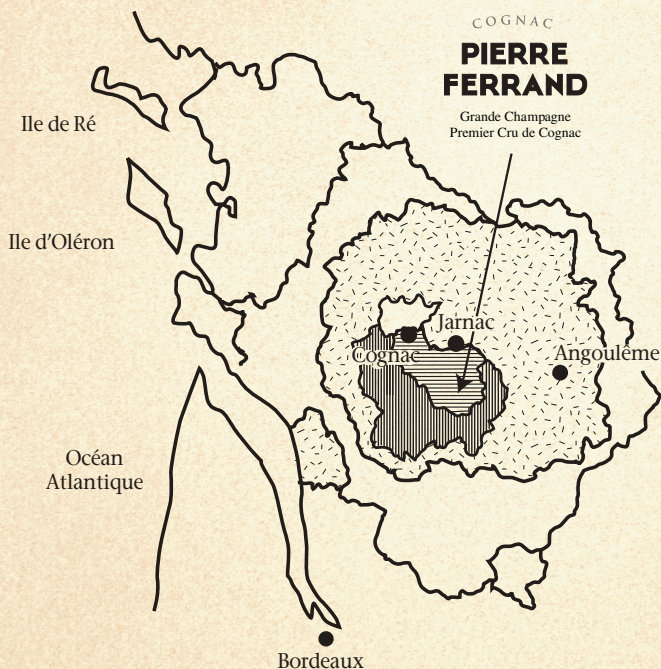 COGNAC
PIERRE
FERRAND
Grande Champagne
Premier Cru de Cognac
Ile de Ré
Ile d'Oléron
Jarnac
Cognac
Angoulême
Océan
Atlantique
Bordeaux